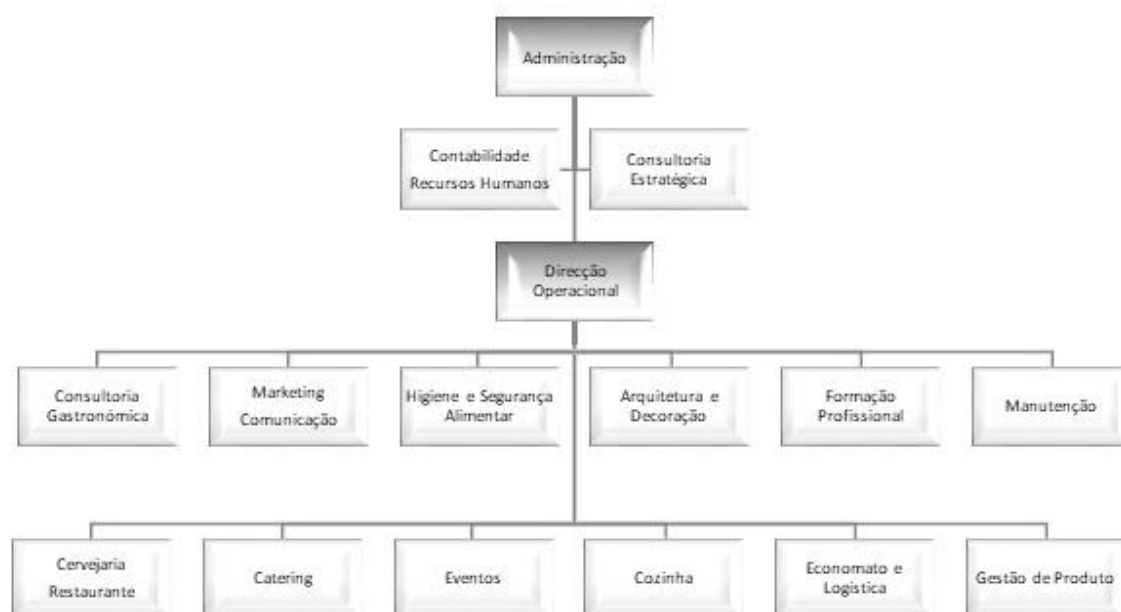 Administração
Contabilidade
Recursos Humanos
Consultoria
Estratégica
Direcção
Operacional
Consultoria
Gastronómica
Marketing
Comunicação
Higiene e Segurança
Alimentar
Arquitetura e
Decoração
Formação
Profissional
Manutenção
Cervejaria
Restaurante
Catering
Eventos
Cozinha
Economato e
Logistica
Gestão de Produto